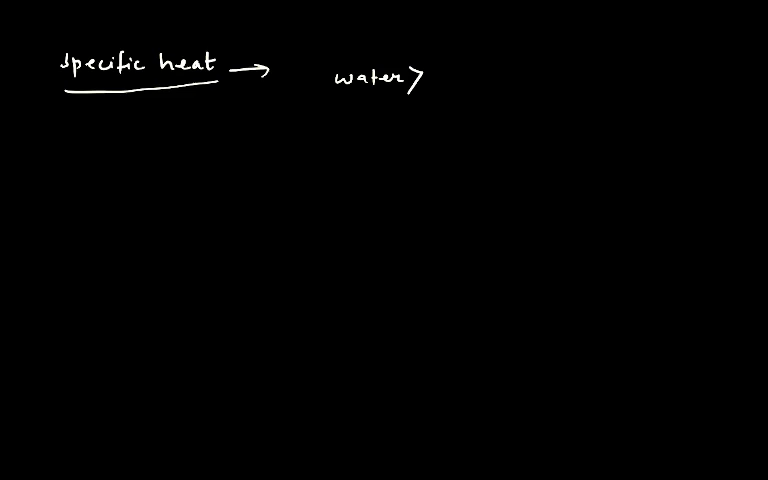 specific heat → water >